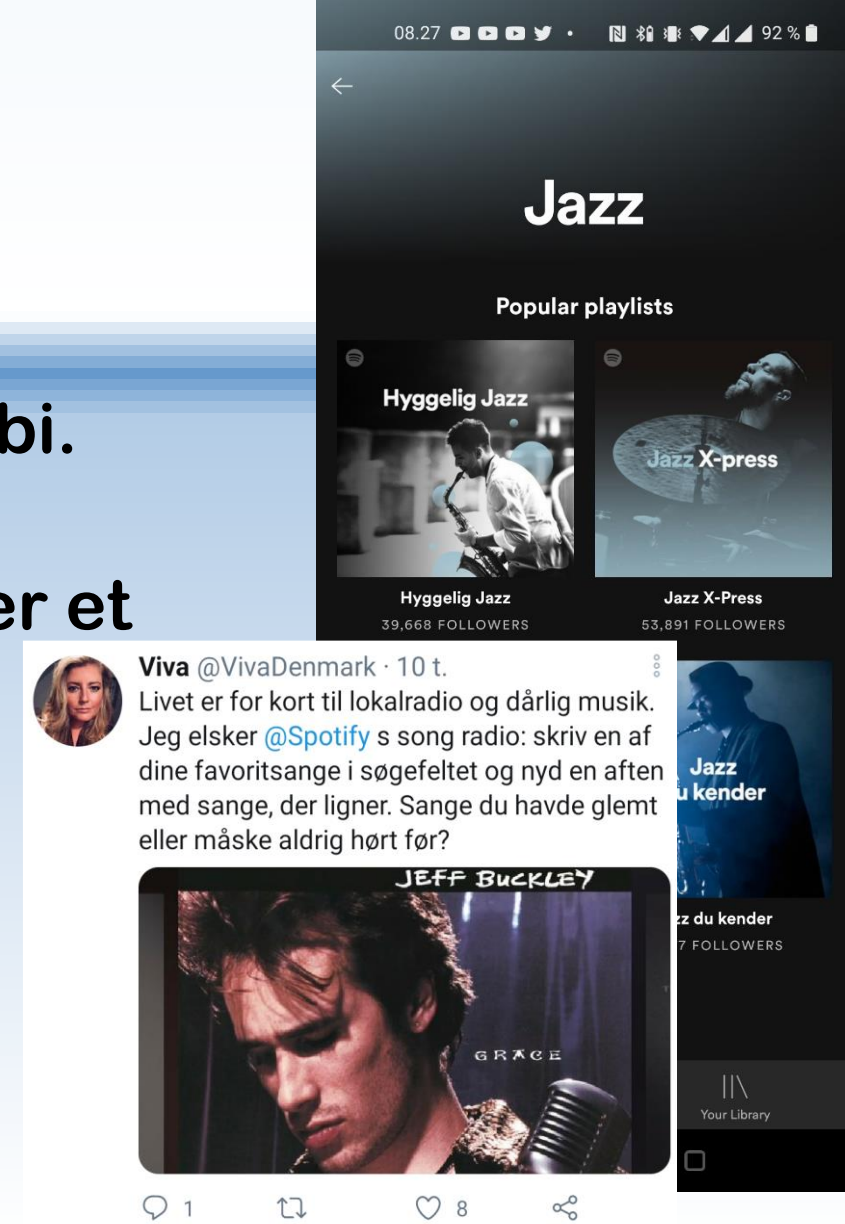 08.27 92 %
Jazz
Popular playlists
Hyggelig Jazz
Jazz X-press
bi.
Hyggelig Jazz
39,668 FOLLOWERS
Jazz X-Press
53,891 FOLLOWERS
er et
Viva @VivaDenmark · 10 t.
Livet er for kort til lokalradio og dårlig musik.
Jeg elsker @Spotify s song radio: skriv en af
dine favoritsange i søgefeltet og nyd en aften
med sange, der ligner. Sange du havde glemt
eller måske aldrig hørt før?
Jazz
u kender
JEFF BUCKLEY
GRACE
zz du kender
7 FOLLOWERS
Your Library
1 8